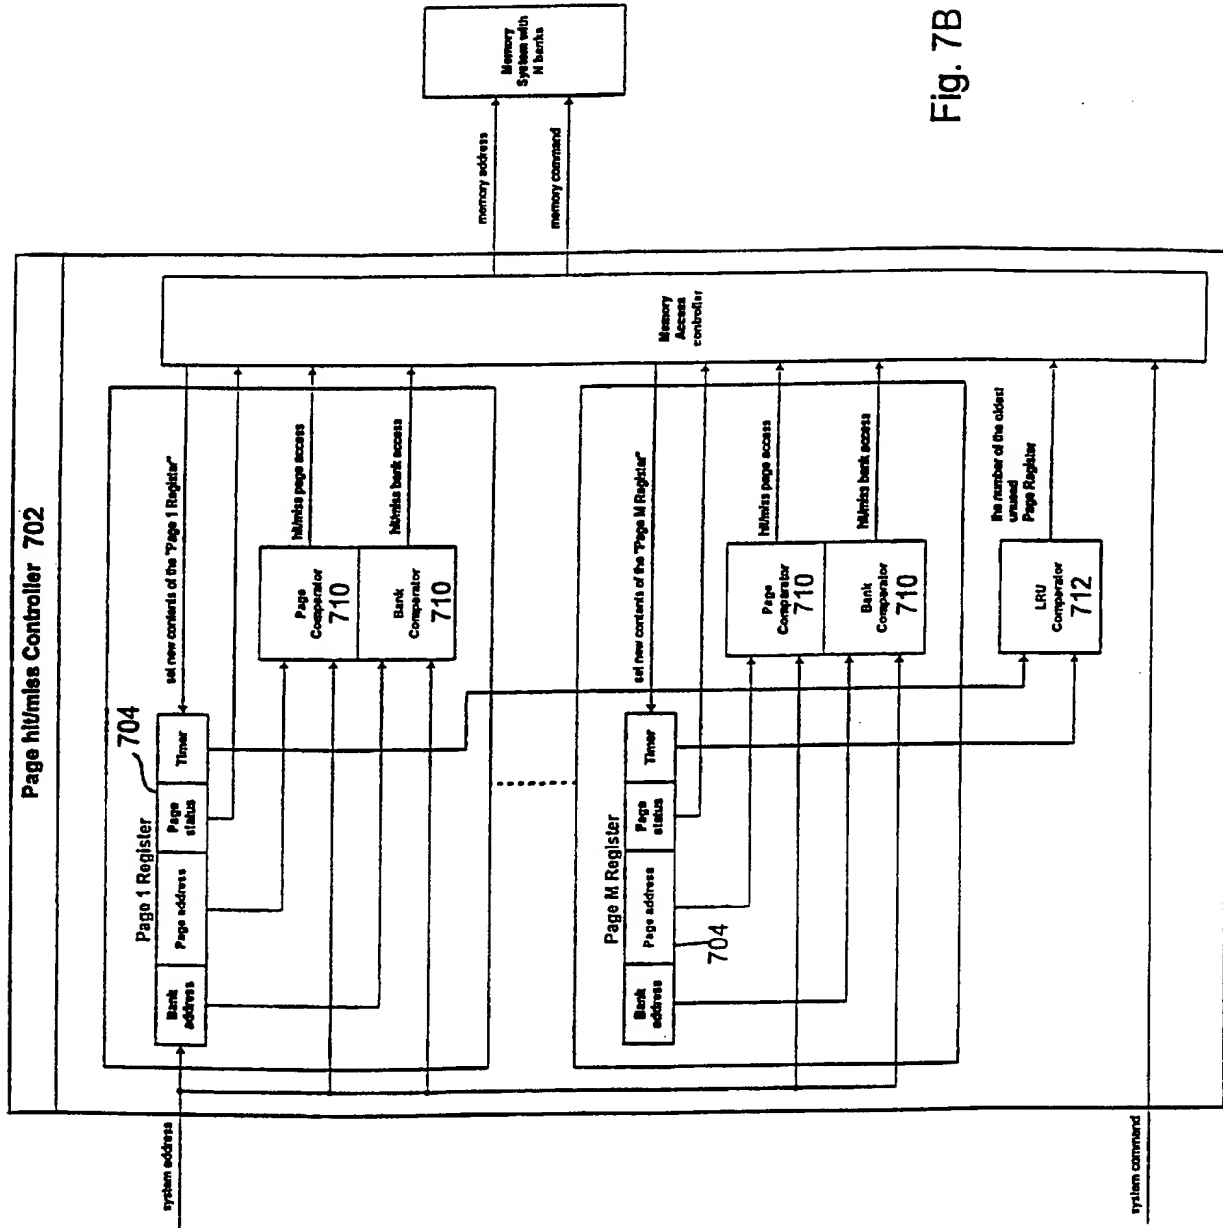 Page hit/miss Controller 702
system address
Page 1 Register
704
Bank
address
Page address
Page
status
Timer
set new contents of the "Page 1 Register"
Page
Comparator
710
Bank
Comparator
710
hit/miss page access
hit/miss bank access
Page M Register
Bank
address
Page address
Page
status
Timer
704
set new contents of the "Page M Register"
Page
Comparator
710
Bank
Comparator
710
hit/miss page access
hit/miss bank access
LRU
Comparator
712
the number of the oldest
unused
Page Register
system command
Memory
Access
controller
memory address
memory command
Memory
System with
N banks
Fig. 7B